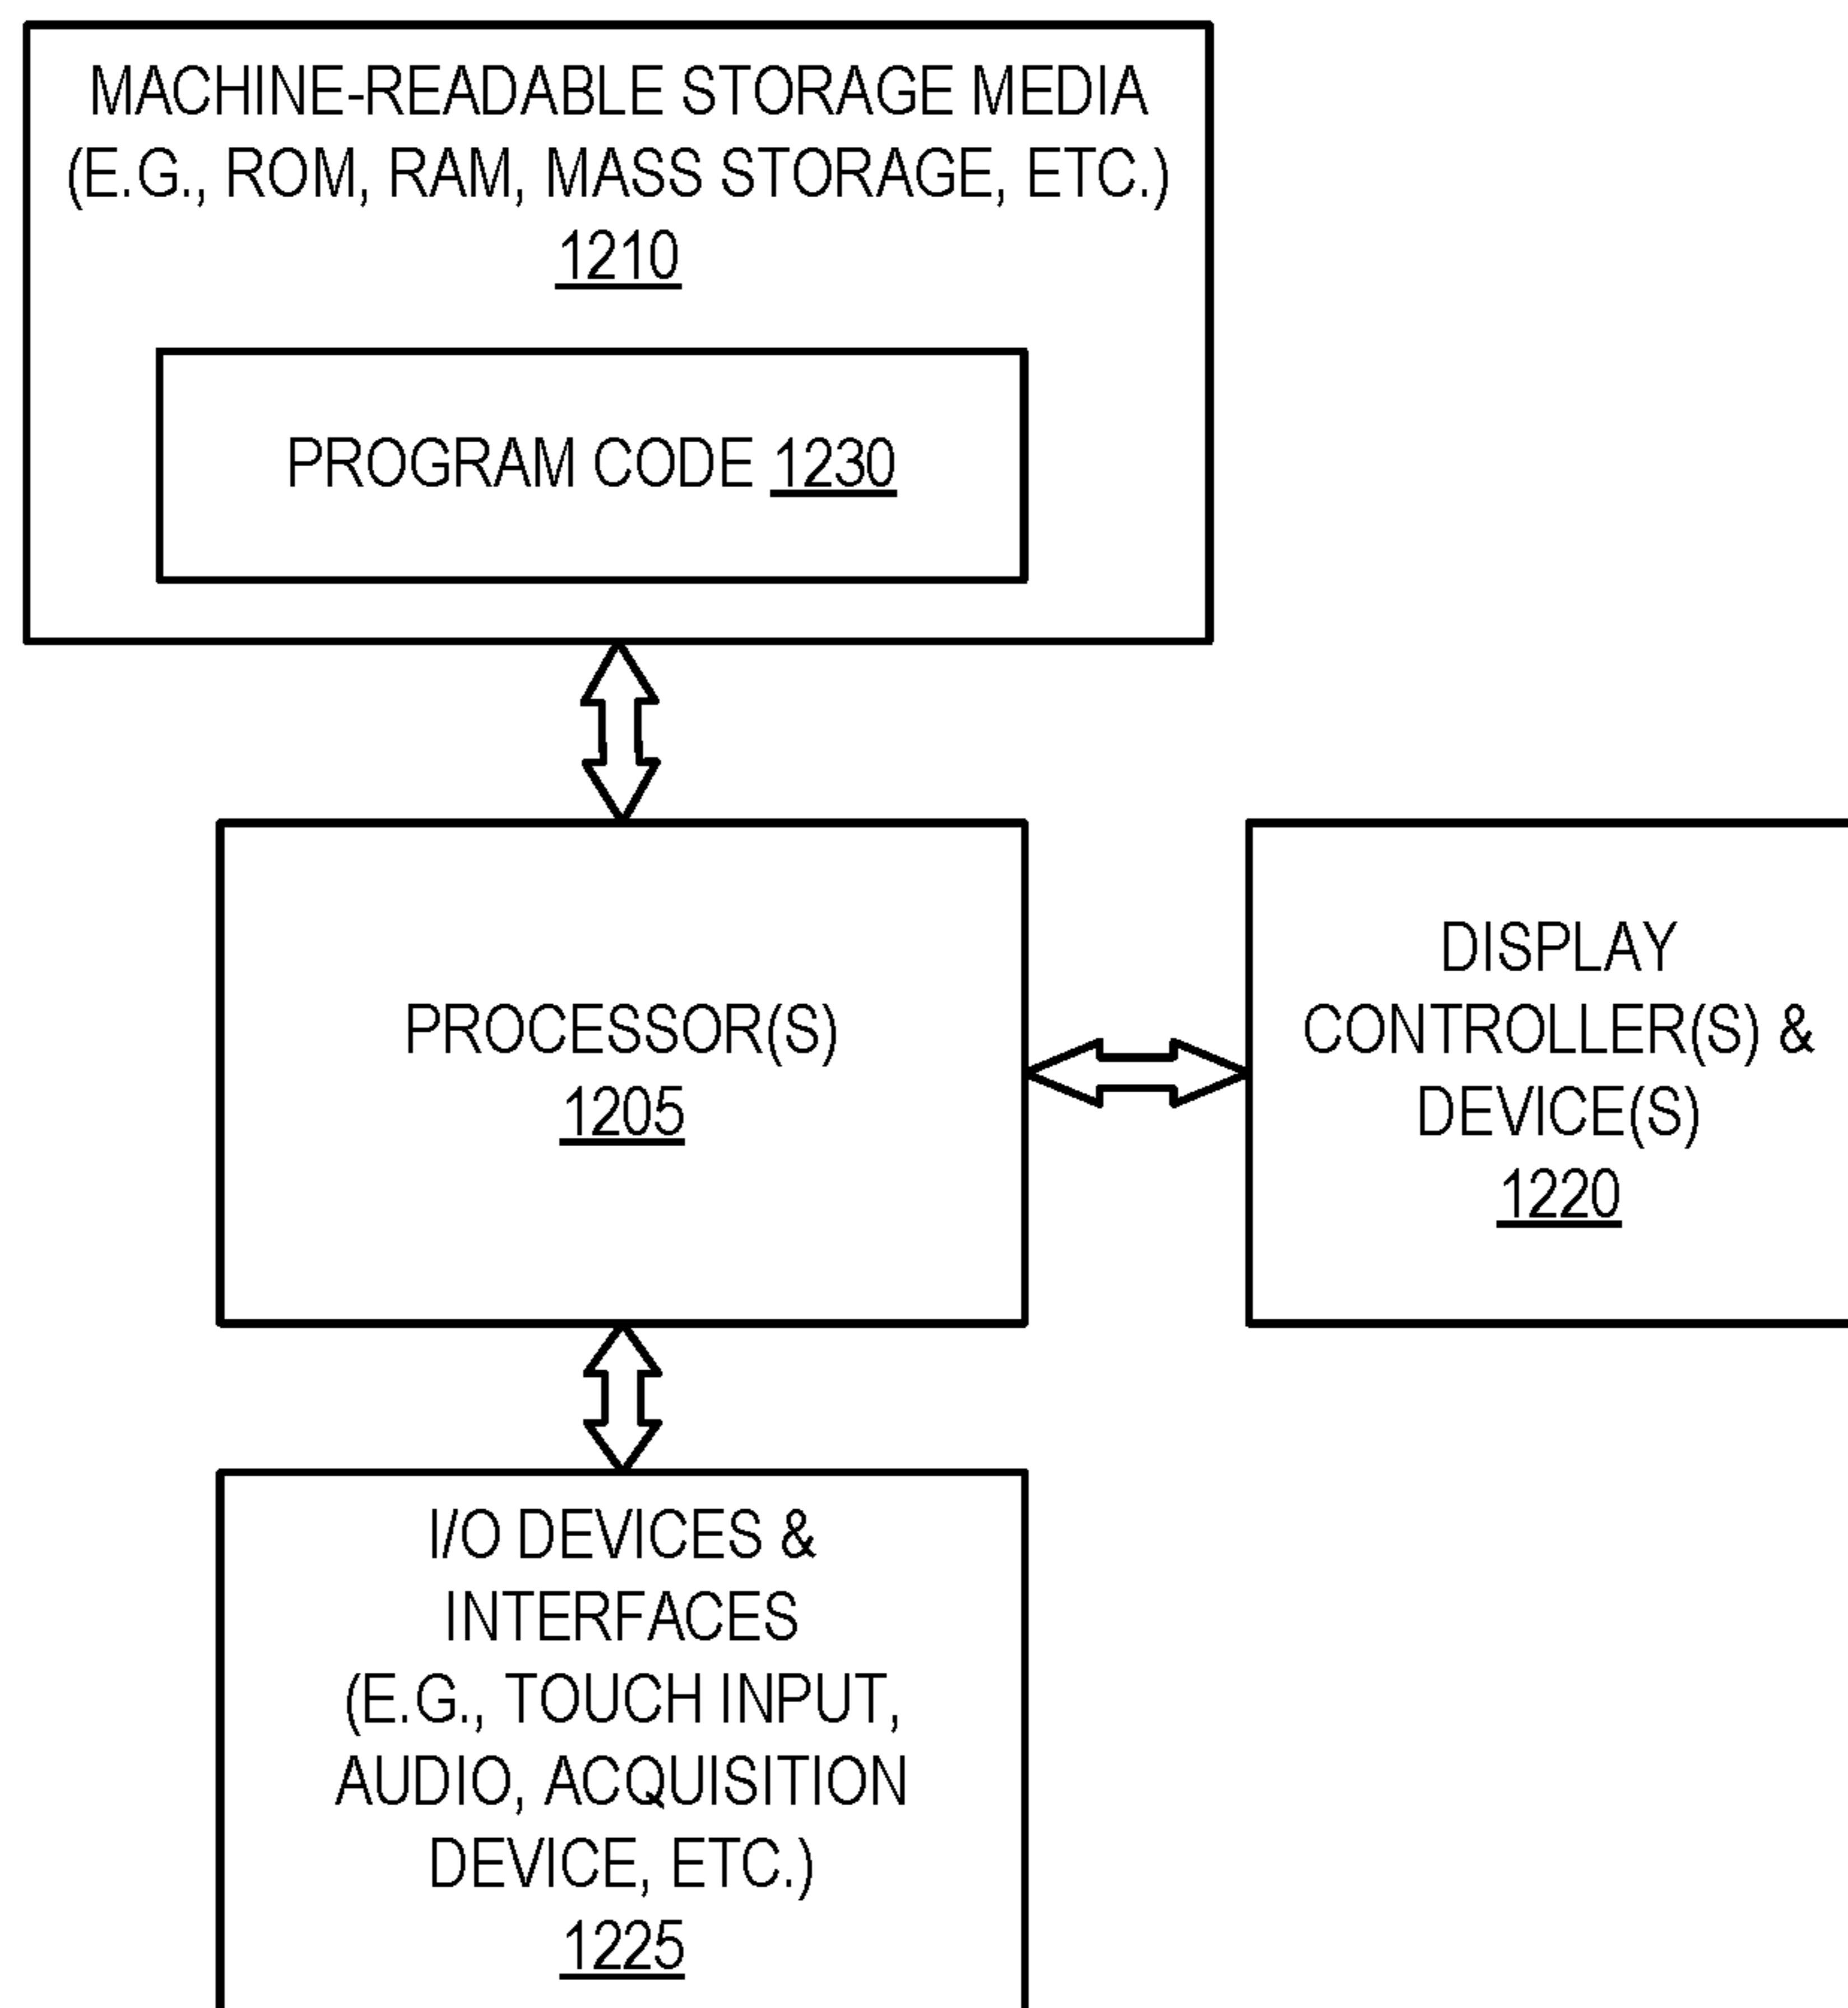 MACHINE-READABLE STORAGE MEDIA
(E.G., ROM, RAM, MASS STORAGE, ETC.)
1210
PROGRAM CODE 1230
PROCESSOR(S)
1205
DISPLAY
CONTROLLER(S) &
DEVICE(S)
1220
I/O DEVICES &
INTERFACES
(E.G., TOUCH INPUT,
AUDIO, ACQUISITION
DEVICE, ETC.)
1225